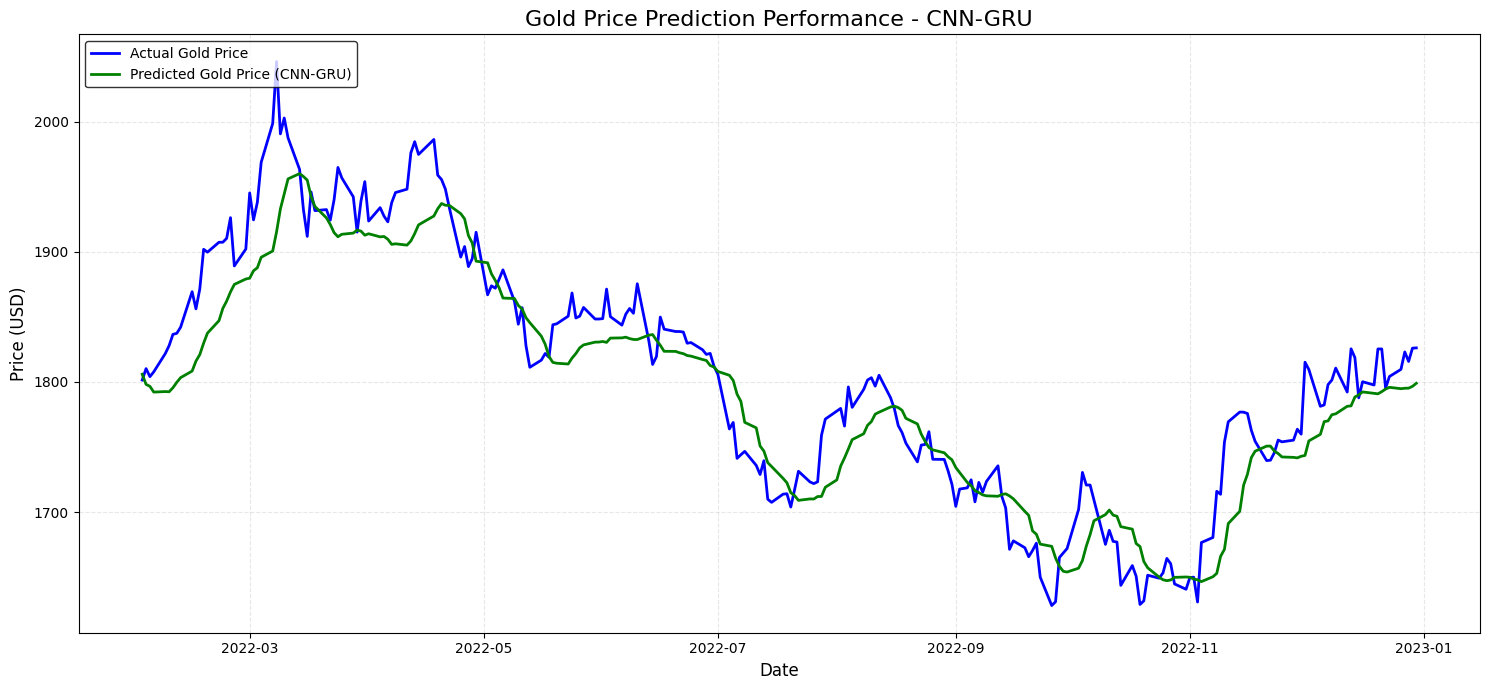 Gold Price Prediction Performance - CNN-GRU
Actual Gold Price
Predicted Gold Price (CNN-GRU)
Price (USD)
2000
1900
1800
1700
2022-03
2022-05
2022-07
2022-09
2022-11
2023-01
Date